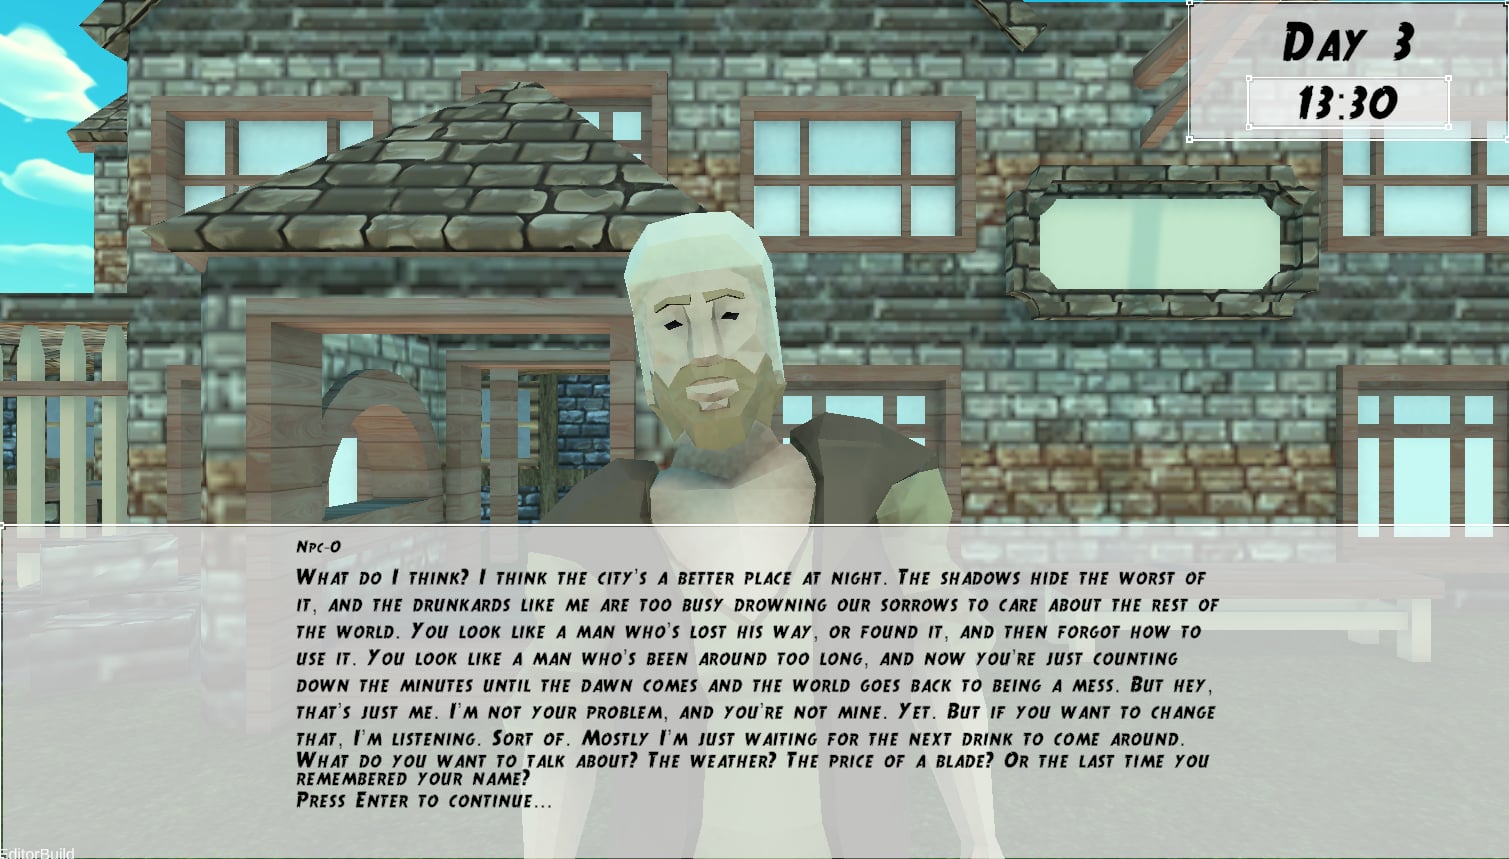 Day 3
13:30
Npc-0
What do I think? I think the city's a better place at night. The shadows hide the worst of
it, and the drunkards like me are too busy drowning our sorrows to care about the rest of
the world. You look like a man who's lost his way, or found it, and then forgot how to
use it. You look like a man who's been around too long, and now you're just counting
down the minutes until the dawn comes and the world goes back to being a mess. But hey,
that's just me. I'm not your problem, and you're not mine. Yet. But if you want to change
that, I'm listening. Sort of. Mostly I'm just waiting for the next drink to come around.
What do you want to talk about? The weather? The price of a blade? Or the last time you
remembered your name?
Press Enter to continue...
EditorBuild